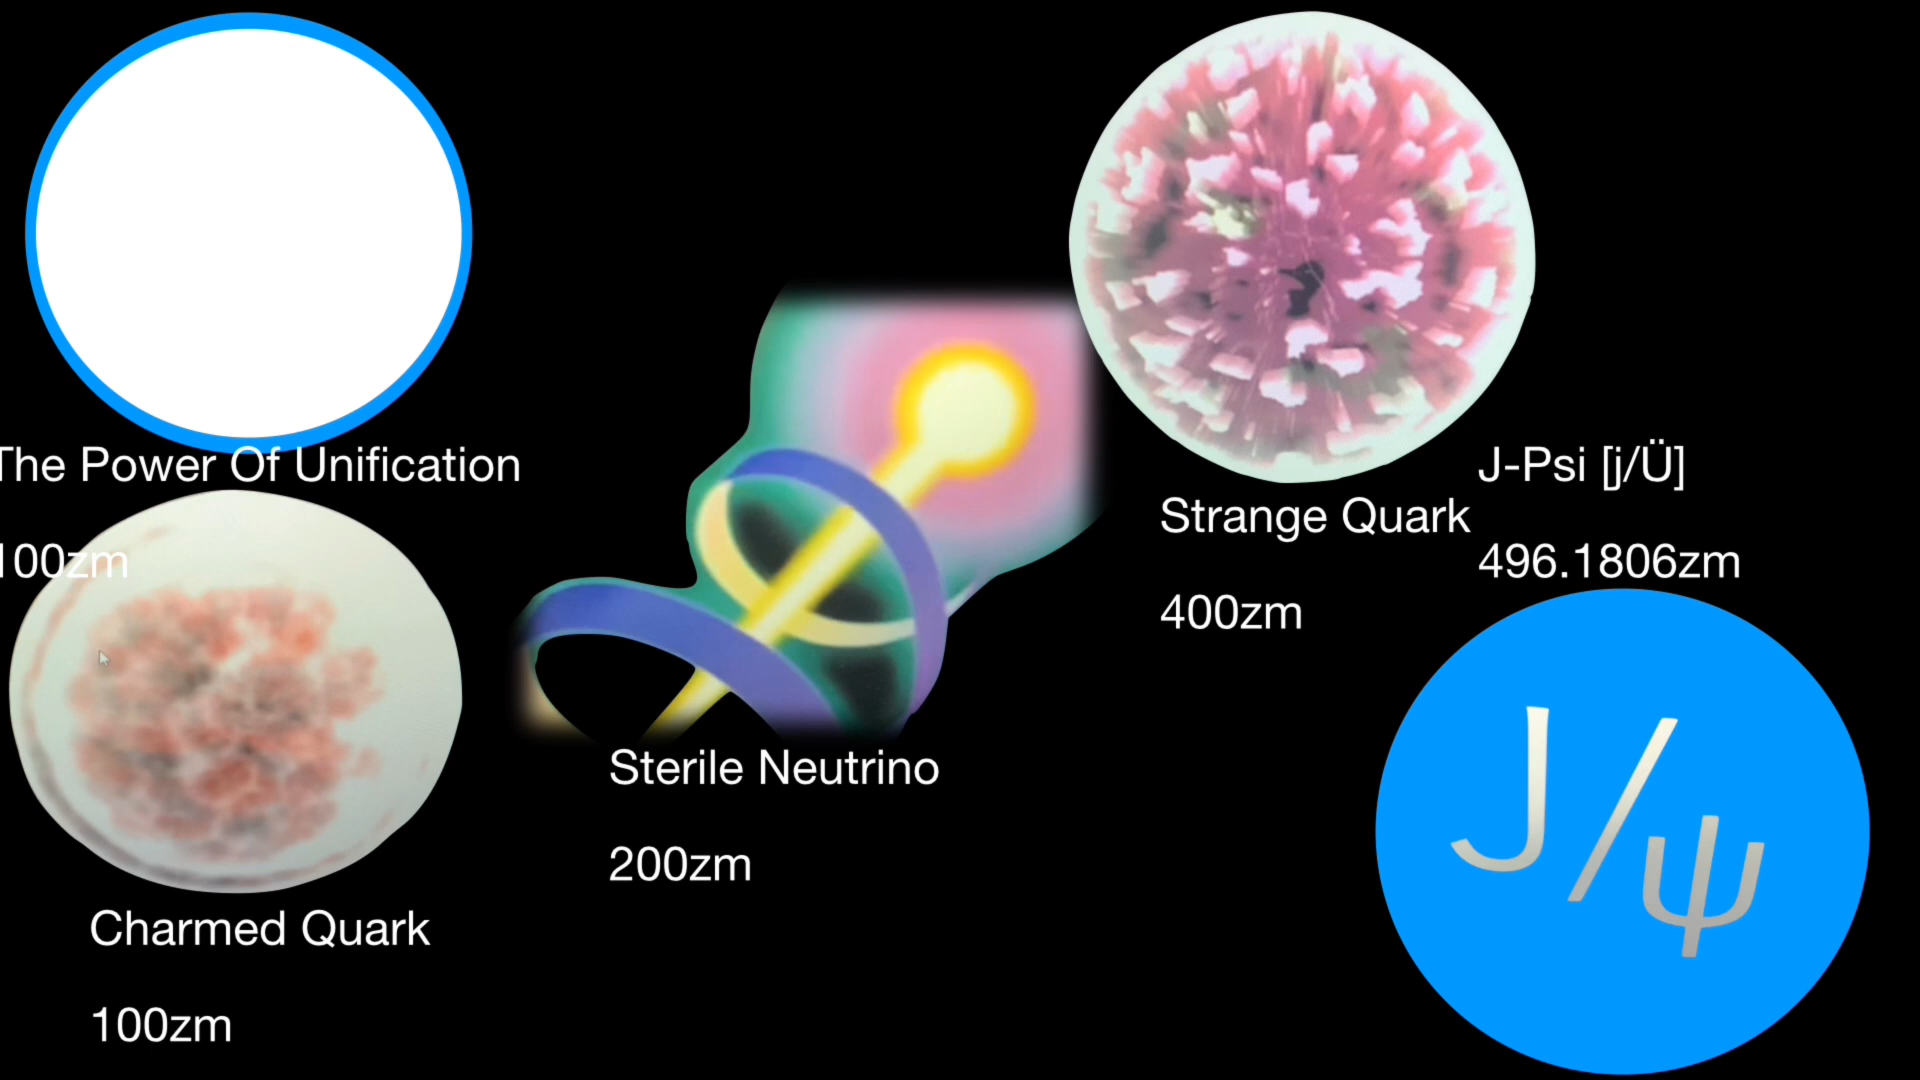 The Power Of Unification
100zm
Charmed Quark
100zm
Sterile Neutrino
200zm
Strange Quark
400zm
J-Psi [j/Ü]
496.1806zm
J/ψ